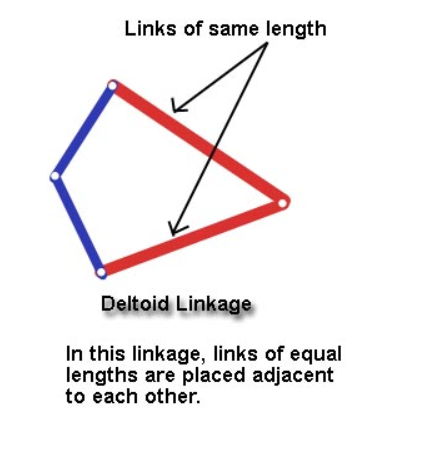 Links of same length
Deltoid Linkage
In this linkage, links of equal
lengths are placed adjacent
to each other.